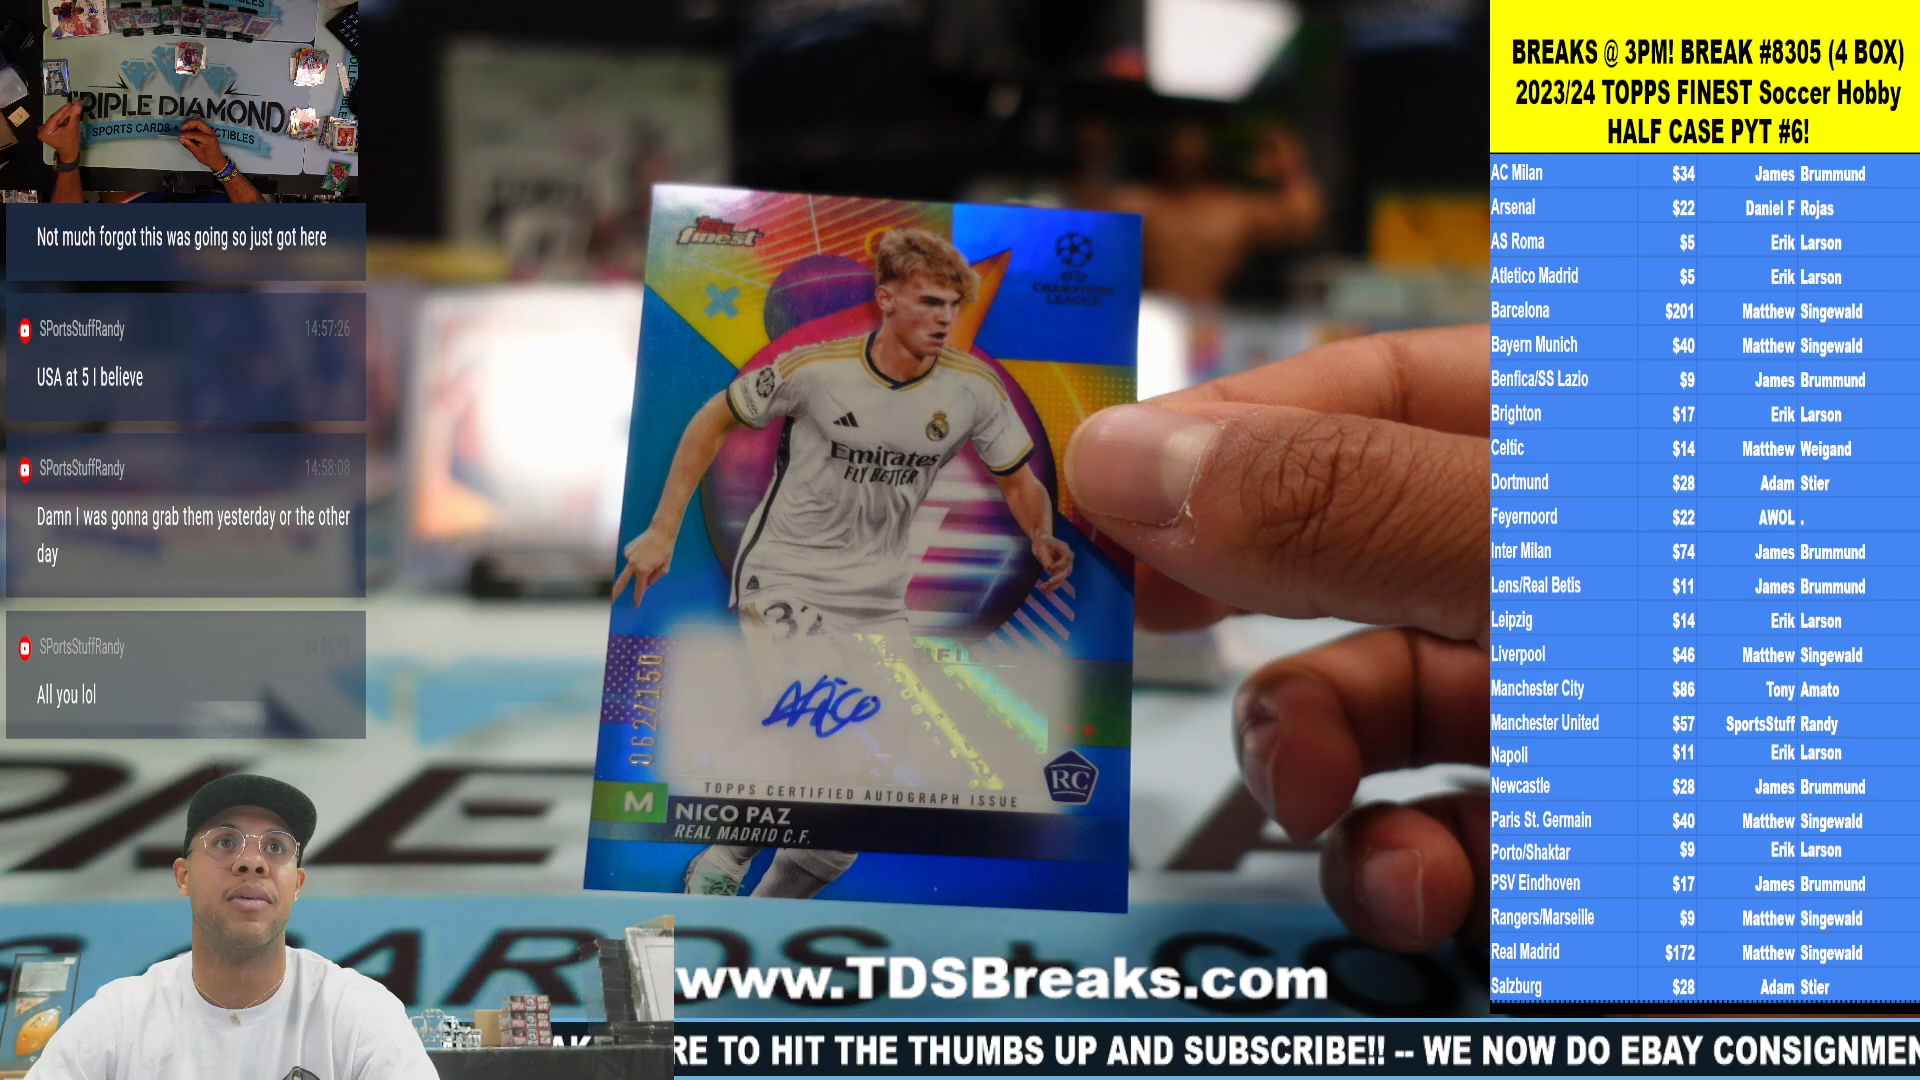 TRIPLE DIAMOND
Not much forgot this was going so just got here
SPortsStuffRandy 14:57:26
USA at 5 I believe
SPortsStuffRandy 14:58:08
Damn I was gonna grab them yesterday or the other
day
SPortsStuffRandy 14:59:18
All you lol
Topps
finest
UEFA
CHAMPIONS
LEAGUE
Emirates
FLY BETTER
32
062/150
Nico
TOPPS CERTIFIED AUTOGRAPH ISSUE
RC
M
NICO PAZ
REAL MADRID C.F.
www.TDSBreaks.com
RE TO HIT THE THUMBS UP AND SUBSCRIBE!! -- WE NOW DO EBAY CONSIGNMEN
BREAKS @ 3PM! BREAK #8305 (4 BOX)
2023/24 TOPPS FINEST Soccer Hobby
HALF CASE PYT #6!
AC Milan $34 James Brummund
Arsenal $22 Daniel F Rojas
AS Roma $5 Erik Larson
Atletico Madrid $5 Erik Larson
Barcelona $201 Matthew Singewald
Bayern Munich $40 Matthew Singewald
Benfica/SS Lazio $9 James Brummund
Brighton $17 Erik Larson
Celtic $14 Matthew Weigand
Dortmund $28 Adam Stier
Feyernoord $22 AWOL .
Inter Milan $74 James Brummund
Lens/Real Betis $11 James Brummund
Leipzig $14 Erik Larson
Liverpool $46 Matthew Singewald
Manchester City $86 Tony Amato
Manchester United $57 SportsStuff Randy
Napoli $11 Erik Larson
Newcastle $28 James Brummund
Paris St. Germain $40 Matthew Singewald
Porto/Shaktar $9 Erik Larson
PSV Eindhoven $17 James Brummund
Rangers/Marseille $9 Matthew Singewald
Real Madrid $172 Matthew Singewald
Salzburg $28 Adam Stier